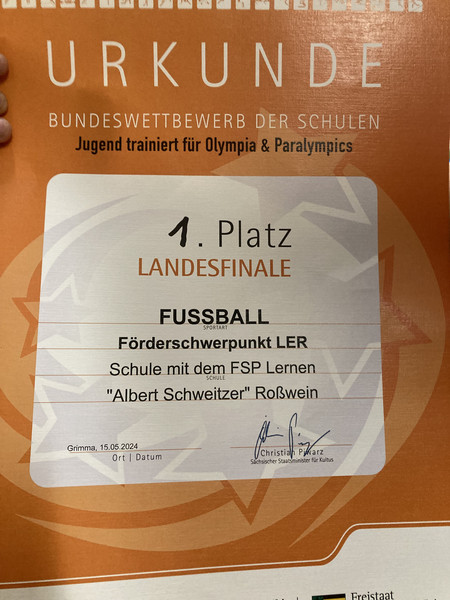 URKUNDE
BUNDESWETTBEWERB DER SCHULEN
Jugend trainiert für Olympia & Paralympics
1. Platz
LANDESFINALE
FUSSBALL
SPORTART
Förderschwerpunkt LER
Schule mit dem FSP Lernen
SCHULE
"Albert Schweitzer" Roßwein
Grimma, 15.05.2024
Ort | Datum
Christian Piwarz
Sächsischer Staatsminister für Kultus
Freistaat